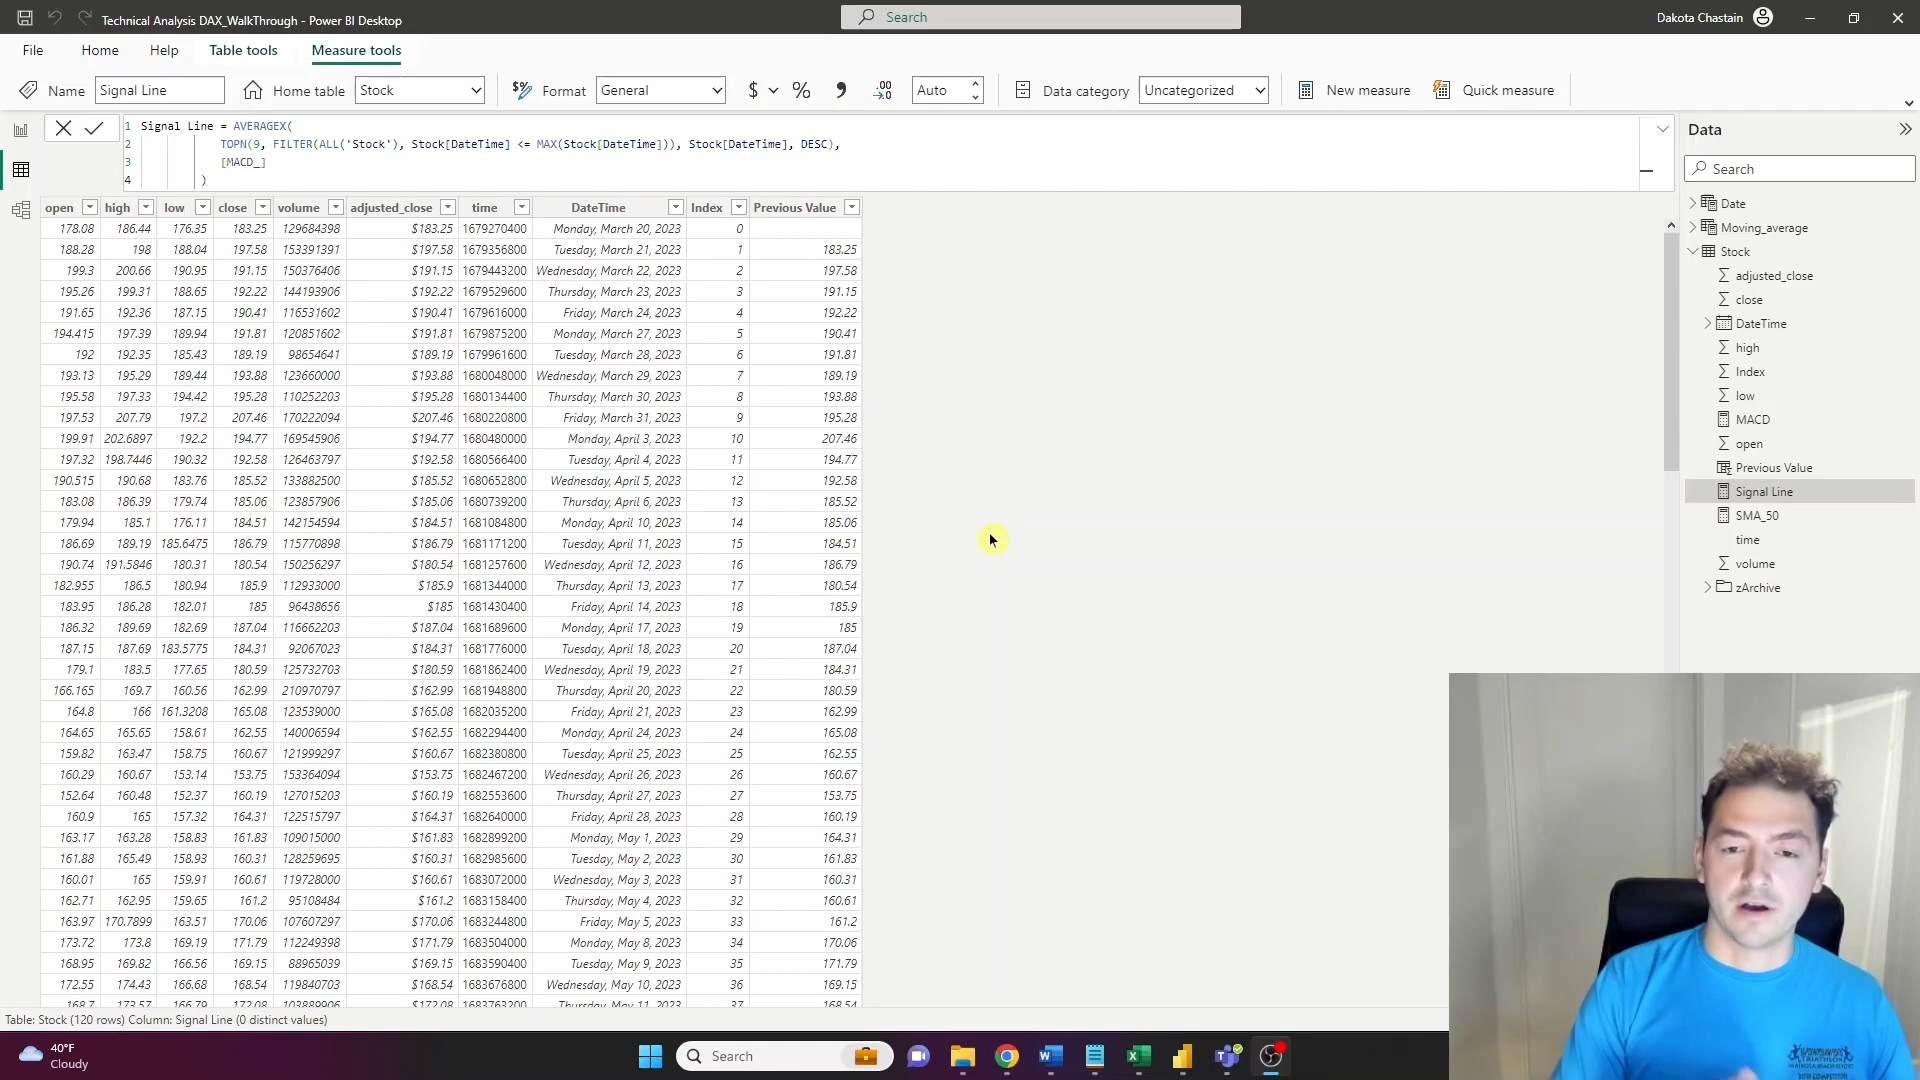 Technical Analysis DAX_WalkThrough - Power BI Desktop
Search
Dakota Chastain
File Home Help Table tools Measure tools
Name Signal Line Home table Stock Format General $ % Auto Data category Uncategorized New measure Quick measure
1 Signal Line = AVERAGEX(
2 TOPN(9, FILTER(ALL('Stock'), Stock[DateTime] <= MAX(Stock[DateTime])), Stock[DateTime], DESC),
3 [MACD_]
4 )
open high low close volume adjusted_close time DateTime Index Previous Value
178.08 186.44 176.35 183.25 129684398 $183.25 1679270400 Monday, March 20, 2023 0
188.28 198 188.04 197.58 153391391 $197.58 1679356800 Tuesday, March 21, 2023 1 183.25
199.3 200.66 190.95 191.15 150376406 $191.15 1679443200 Wednesday, March 22, 2023 2 197.58
195.26 199.31 188.65 192.22 144193906 $192.22 1679529600 Thursday, March 23, 2023 3 191.15
191.65 192.36 187.15 190.41 116531602 $190.41 1679616000 Friday, March 24, 2023 4 192.22
194.415 197.39 189.94 191.81 120851602 $191.81 1679875200 Monday, March 27, 2023 5 190.41
192 192.35 185.43 189.19 98654641 $189.19 1679961600 Tuesday, March 28, 2023 6 191.81
193.13 195.29 189.44 193.88 123660000 $193.88 1680048000 Wednesday, March 29, 2023 7 189.19
195.58 197.33 194.42 195.28 110252203 $195.28 1680134400 Thursday, March 30, 2023 8 193.88
197.53 207.79 197.2 207.46 170222094 $207.46 1680220800 Friday, March 31, 2023 9 195.28
199.91 202.6897 192.2 194.77 169545906 $194.77 1680480000 Monday, April 3, 2023 10 207.46
197.32 198.7446 190.32 192.58 126463797 $192.58 1680566400 Tuesday, April 4, 2023 11 194.77
190.515 190.68 183.76 185.52 133882500 $185.52 1680652800 Wednesday, April 5, 2023 12 192.58
183.08 186.39 179.74 185.06 123857906 $185.06 1680739200 Thursday, April 6, 2023 13 185.52
179.94 185.1 176.11 184.51 142154594 $184.51 1681084800 Monday, April 10, 2023 14 185.06
186.69 189.19 185.6475 186.79 115770898 $186.79 1681171200 Tuesday, April 11, 2023 15 184.51
190.74 191.5846 180.31 180.54 150256297 $180.54 1681257600 Wednesday, April 12, 2023 16 186.79
182.955 186.5 180.94 185.9 112933000 $185.9 1681344000 Thursday, April 13, 2023 17 180.54
183.95 186.28 182.01 185 96438656 $185 1681430400 Friday, April 14, 2023 18 185.9
186.32 189.69 182.69 187.04 116662203 $187.04 1681689600 Monday, April 17, 2023 19 185
187.15 187.69 183.5775 184.31 92067023 $184.31 1681776000 Tuesday, April 18, 2023 20 187.04
179.1 183.5 177.65 180.59 125732703 $180.59 1681862400 Wednesday, April 19, 2023 21 184.31
166.165 169.7 160.56 162.99 210970797 $162.99 1681948800 Thursday, April 20, 2023 22 180.59
164.8 166 161.3208 165.08 123539000 $165.08 1682035200 Friday, April 21, 2023 23 162.99
164.65 165.65 158.61 162.55 140006594 $162.55 1682294400 Monday, April 24, 2023 24 165.08
159.82 163.47 158.75 160.67 121999297 $160.67 1682380800 Tuesday, April 25, 2023 25 162.55
160.29 160.67 153.14 153.75 153364094 $153.75 1682467200 Wednesday, April 26, 2023 26 160.67
152.64 160.48 152.37 160.19 127015203 $160.19 1682553600 Thursday, April 27, 2023 27 153.75
160.9 165 157.32 164.31 122515797 $164.31 1682640000 Friday, April 28, 2023 28 160.19
163.17 163.28 158.83 161.83 109015000 $161.83 1682899200 Monday, May 1, 2023 29 164.31
161.88 165.49 158.93 160.31 128259695 $160.31 1682985600 Tuesday, May 2, 2023 30 161.83
160.01 165 159.91 160.61 119728000 $160.61 1683072000 Wednesday, May 3, 2023 31 160.31
162.71 162.95 159.65 161.2 95108484 $161.2 1683158400 Thursday, May 4, 2023 32 160.61
163.97 170.7899 163.51 170.06 107607297 $170.06 1683244800 Friday, May 5, 2023 33 161.2
173.72 173.8 169.19 171.79 112249398 $171.79 1683504000 Monday, May 8, 2023 34 170.06
168.95 169.82 166.56 169.15 88965039 $169.15 1683590400 Tuesday, May 9, 2023 35 171.79
172.55 174.43 166.68 168.54 119840703 $168.54 1683676800 Wednesday, May 10, 2023 36 169.15
168.7 173.57 166.79 172.08 103889906 $172.08 1683763200 Thursday, May 11, 2023 37 168.54
Table: Stock (120 rows) Column: Signal Line (0 distinct values)
Data
Search
Date
Moving_average
Stock
adjusted_close
close
DateTime
high
Index
low
MACD
open
Previous Value
Signal Line
SMA_50
time
volume
zArchive
40°F
Cloudy
Search